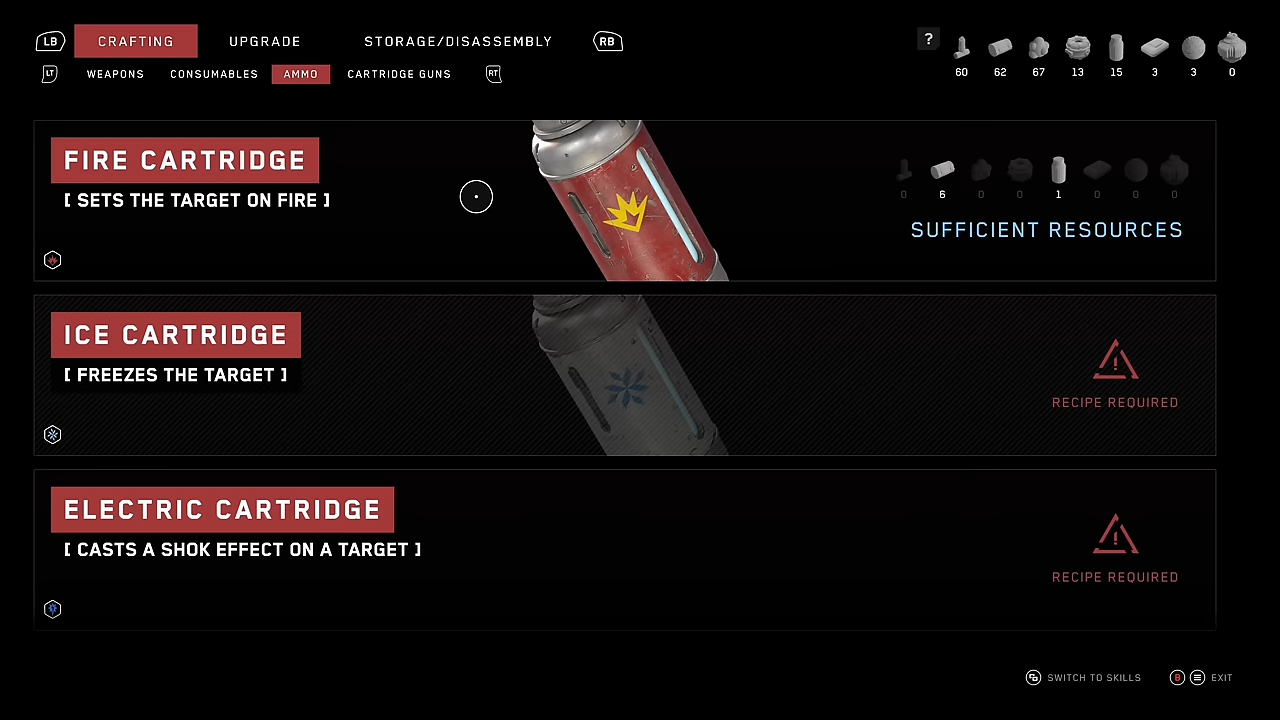 LB CRAFTING UPGRADE STORAGE/DISASSEMBLY RB ?
LT WEAPONS CONSUMABLES AMMO CARTRIDGE GUNS RT
60 62 67 13 15 3 3 0
FIRE CARTRIDGE
[ SETS THE TARGET ON FIRE ]
0 6 0 0 1 0 0 0
SUFFICIENT RESOURCES
ICE CARTRIDGE
[ FREEZES THE TARGET ]
RECIPE REQUIRED
ELECTRIC CARTRIDGE
[ CASTS A SHOK EFFECT ON A TARGET ]
RECIPE REQUIRED
SWITCH TO SKILLS B EXIT